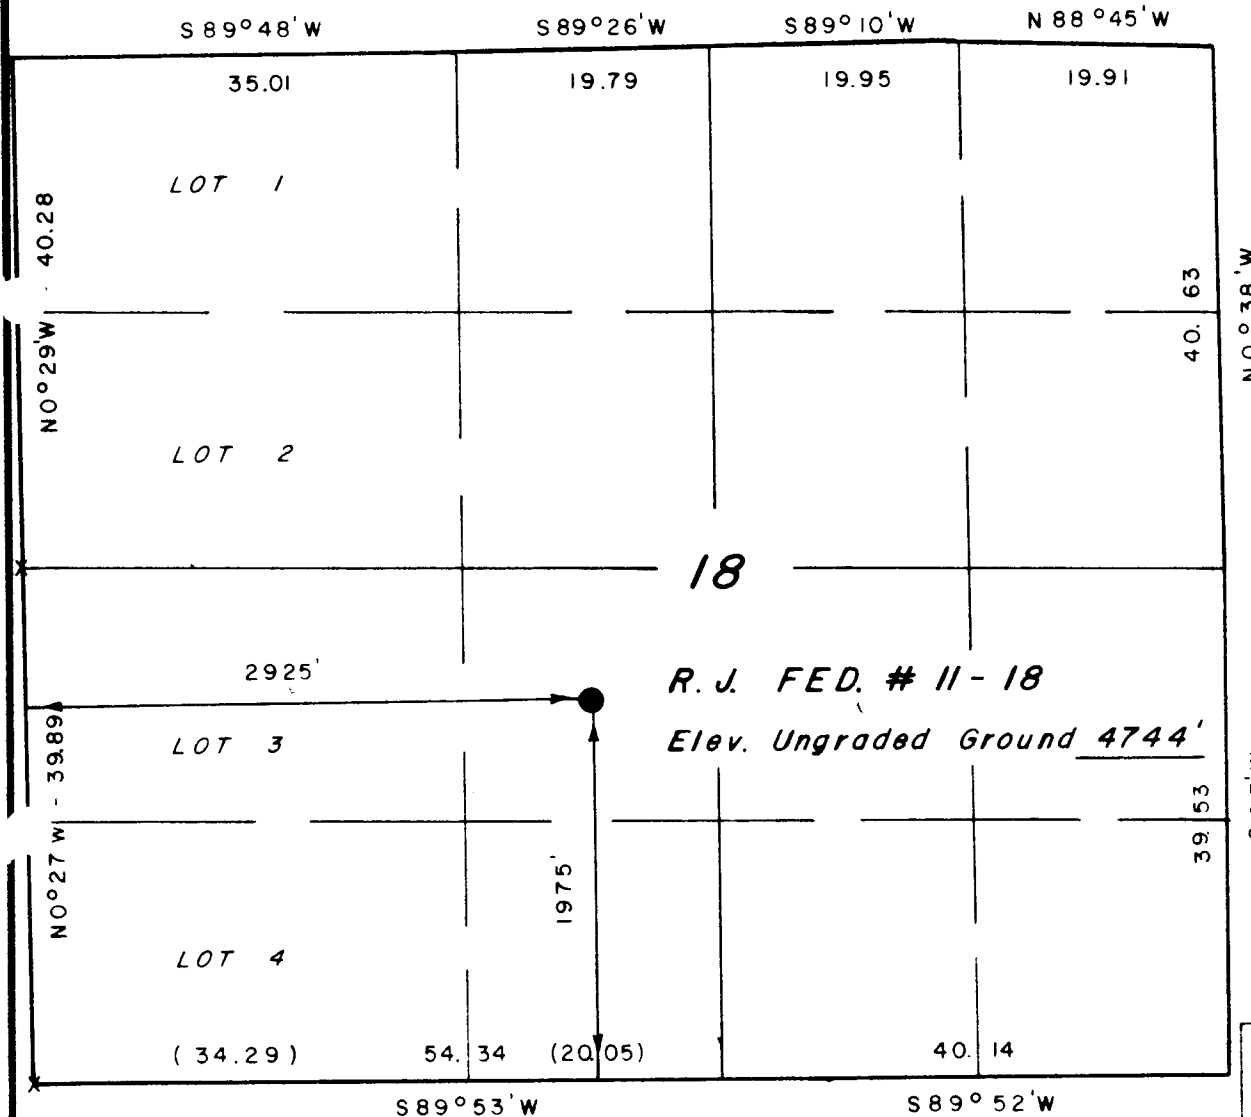 S89°48'W S89°26'W S89°10'W N88°45'W
35.01 19.79 19.95 19.91
LOT 1
N0°29'W - 40.28
40.63
N0°38'W
LOT 2
18
2925'
R.J. FED. # 11-18
LOT 3
Elev. Ungraded Ground 4744'
N0°27'W - 39.89
39.53
1975'
LOT 4
(34.29) 54.34 (20.05) 40.14
S89°53'W S89°52'W